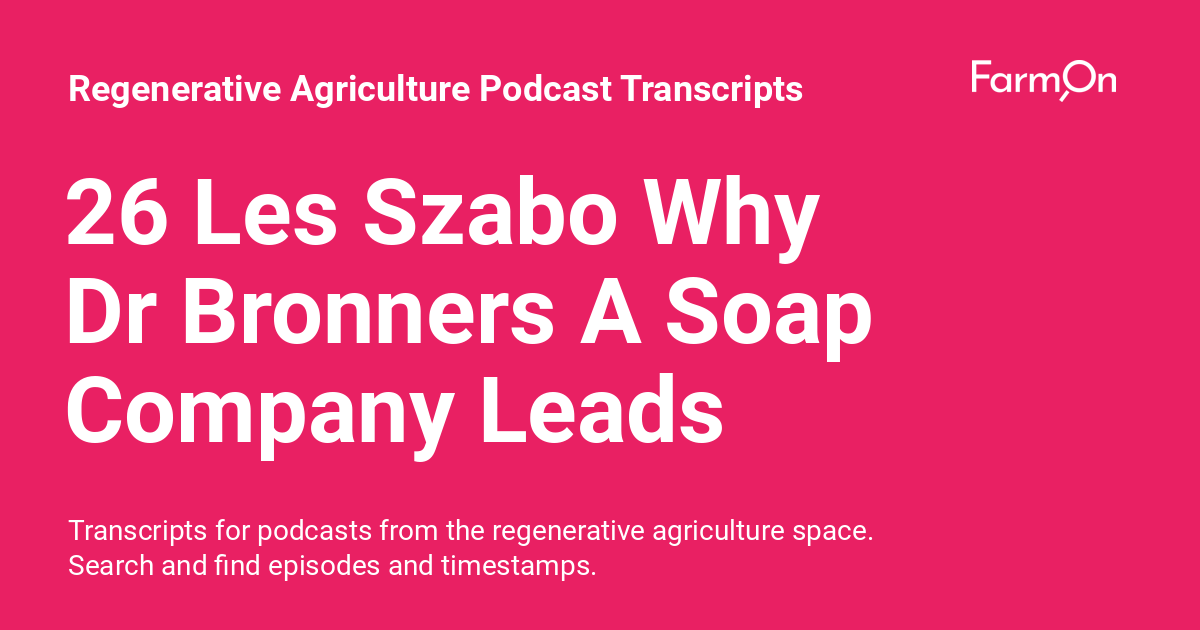 Regenerative Agriculture Podcast Transcripts
FarmOn
26 Les Szabo Why
Dr Bronners A Soap
Company Leads
Transcripts for podcasts from the regenerative agriculture space.
Search and find episodes and timestamps.